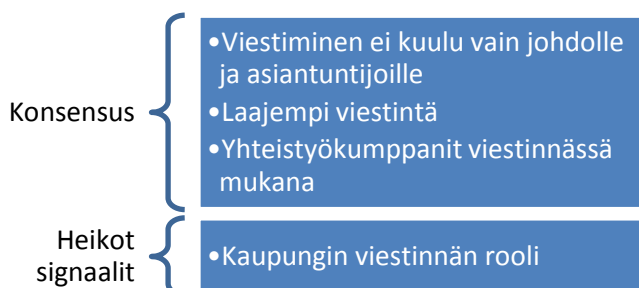 Konsensus
•Viestiminen ei kuulu vain johdolle
ja asiantuntijoille
•Laajempi viestintä
•Yhteistyökumppanit viestinnässä
mukana
Heikot
signaalit
•Kaupungin viestinnän rooli